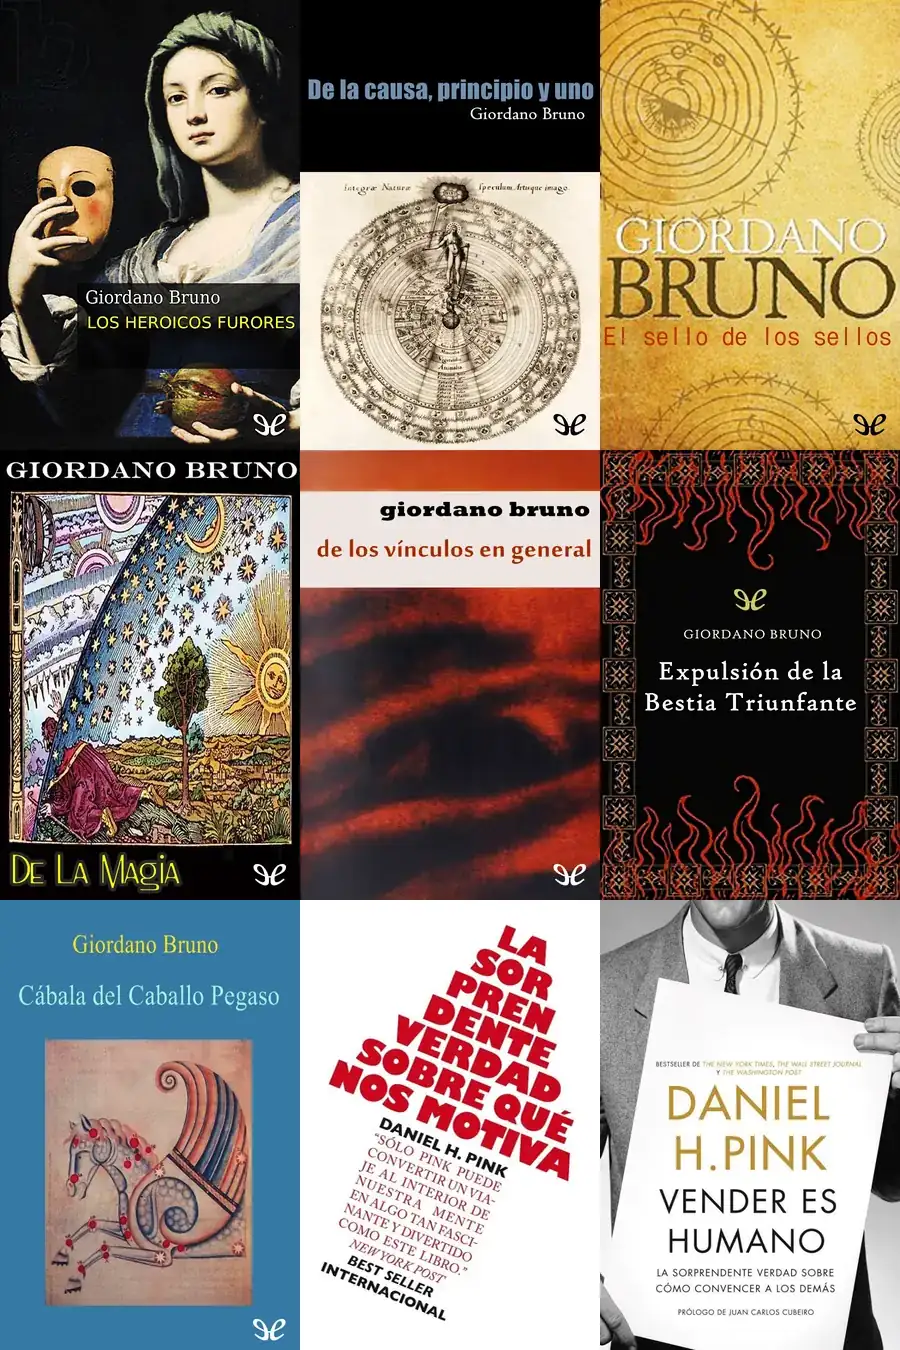 Giordano Bruno
LOS HEROICOS FURORES
De la causa, principio y uno
Giordano Bruno
Integræ Naturæ
Speculum Artisque imago
GIORDANO
BRUNO
El sello de los sellos
GIORDANO BRUNO
DE LA MAGIA
giordano bruno
de los vínculos en general
GIORDANO BRUNO
Expulsión de la
Bestia Triunfante
Giordano Bruno
Cábala del Caballo Pegaso
LA
SOR
PREN
DENTE
VERDAD
SOBRE QUÉ
NOS MOTIVA
DANIEL H. PINK
“SÓLO PINK PUEDE
CONVERTIR UN VIA-
JE AL INTERIOR DE
NUESTRA MENTE
EN ALGO TAN FASCI-
NANTE Y DIVERTIDO
COMO ESTE LIBRO.”
NEW YORK POST
BEST SELLER
INTERNACIONAL
BESTSELLER DE THE NEW YORK TIMES, THE WALL STREET JOURNAL
Y THE WASHINGTON POST
DANIEL
H. PINK
VENDER ES
HUMANO
LA SORPRENDENTE VERDAD SOBRE
CÓMO CONVENCER A LOS DEMÁS
PRÓLOGO DE JUAN CARLOS CUBEIRO